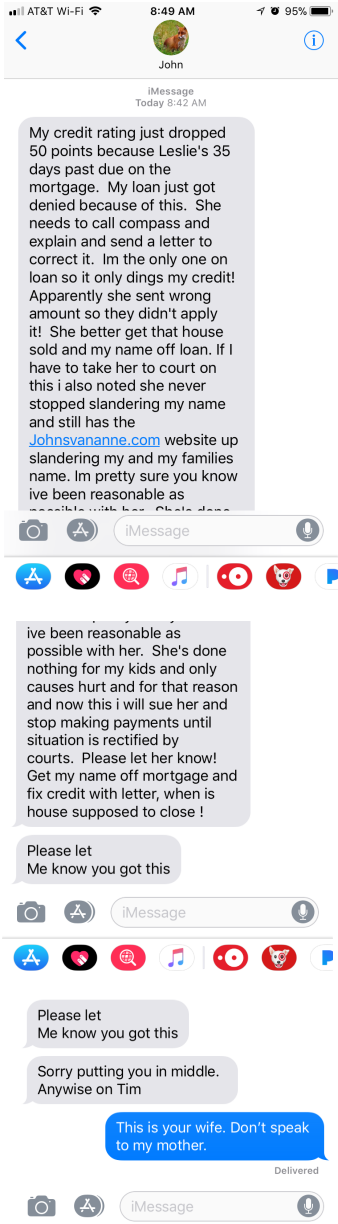 AT&T Wi-Fi 8:49 AM 95%
John
iMessage
Today 8:42 AM
My credit rating just dropped
50 points because Leslie's 35
days past due on the
mortgage. My loan just got
denied because of this. She
needs to call compass and
explain and send a letter to
correct it. Im the only one on
loan so it only dings my credit!
Apparently she sent wrong
amount so they didn't apply
it! She better get that house
sold and my name off loan. If I
have to take her to court on
this i also noted she never
stopped slandering my name
and still has the
Johnsvananne.com website up
slandering my and my families
name. Im pretty sure you know
ive been reasonable as
possible with her. She's done
iMessage
ive been reasonable as
possible with her. She's done
nothing for my kids and only
causes hurt and for that reason
and now this i will sue her and
stop making payments until
situation is rectified by
courts. Please let her know!
Get my name off mortgage and
fix credit with letter, when is
house supposed to close !
Please let
Me know you got this
iMessage
Please let
Me know you got this
Sorry putting you in middle.
Anywise on Tim
This is your wife. Don't speak
to my mother.
Delivered
iMessage